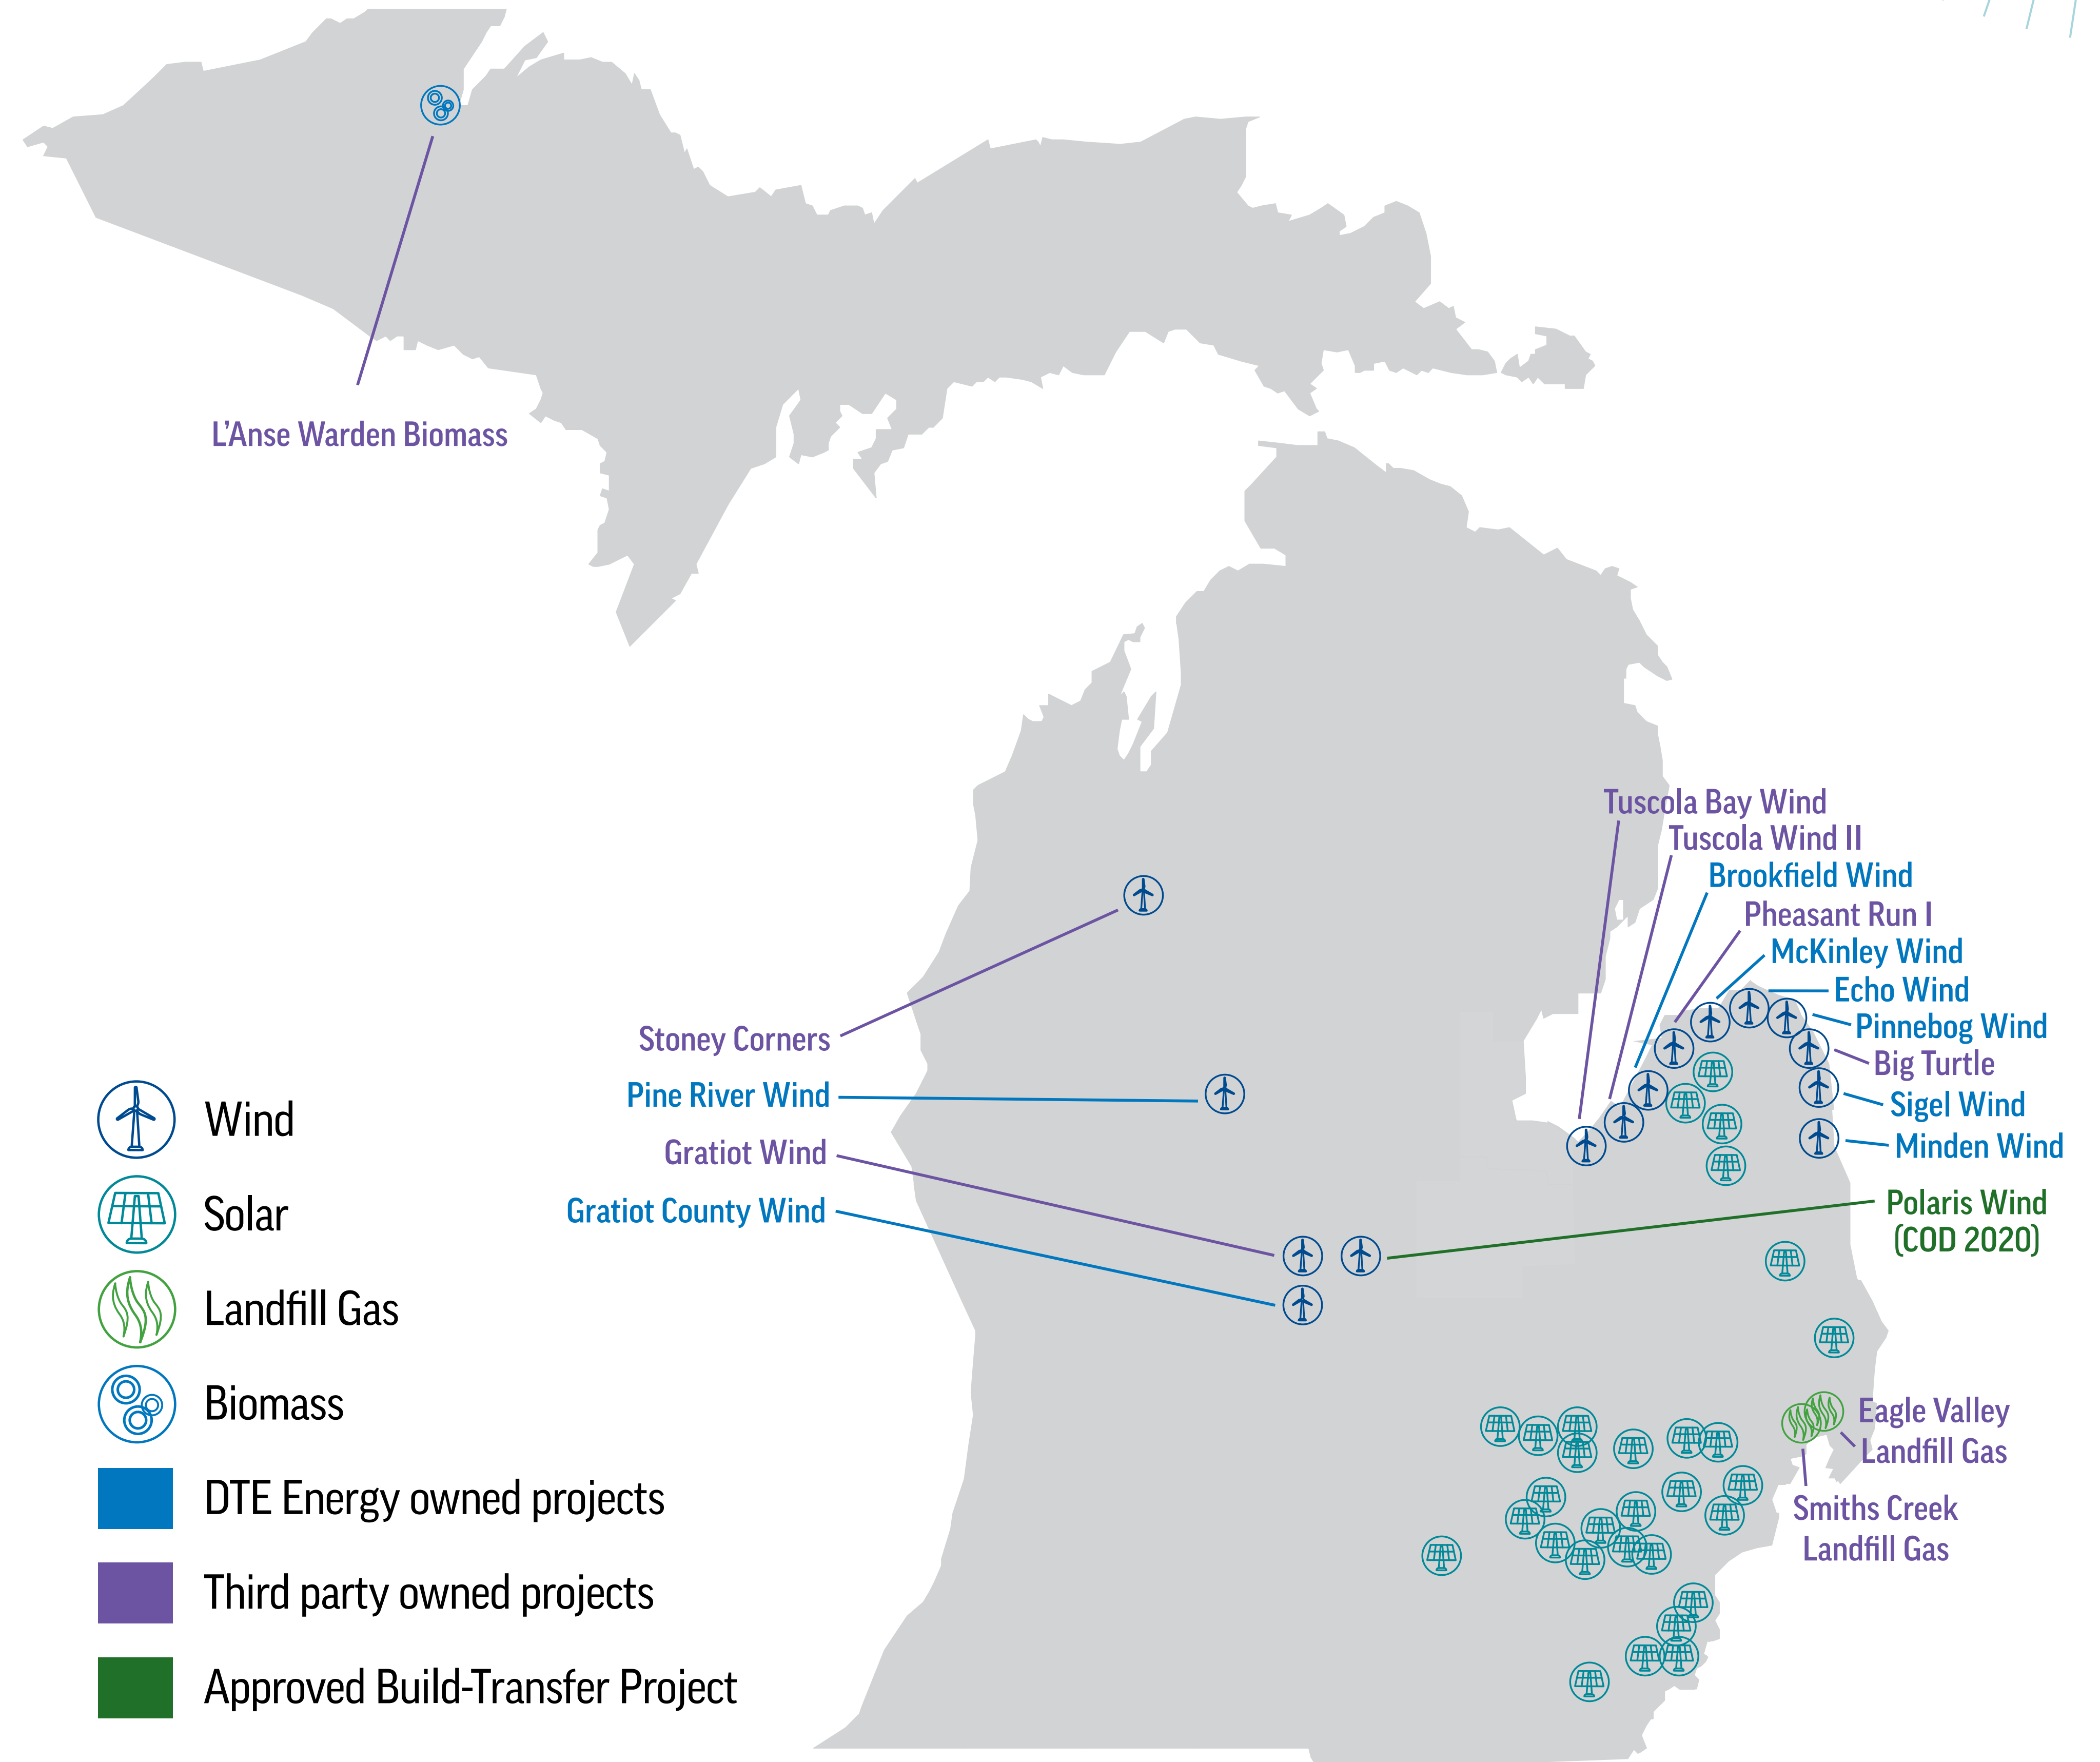 L'Anse Warden Biomass
Tuscola Bay Wind
Tuscola Wind II
Brookfield Wind
Pheasant Run I
McKinley Wind
Echo Wind
Pinnebog Wind
Big Turtle
Sigel Wind
Minden Wind
Polaris Wind
(COD 2020)
Stoney Corners
Pine River Wind
Gratiot Wind
Gratiot County Wind
Eagle Valley
Landfill Gas
Smiths Creek
Landfill Gas
Wind
Solar
Landfill Gas
Biomass
DTE Energy owned projects
Third party owned projects
Approved Build-Transfer Project